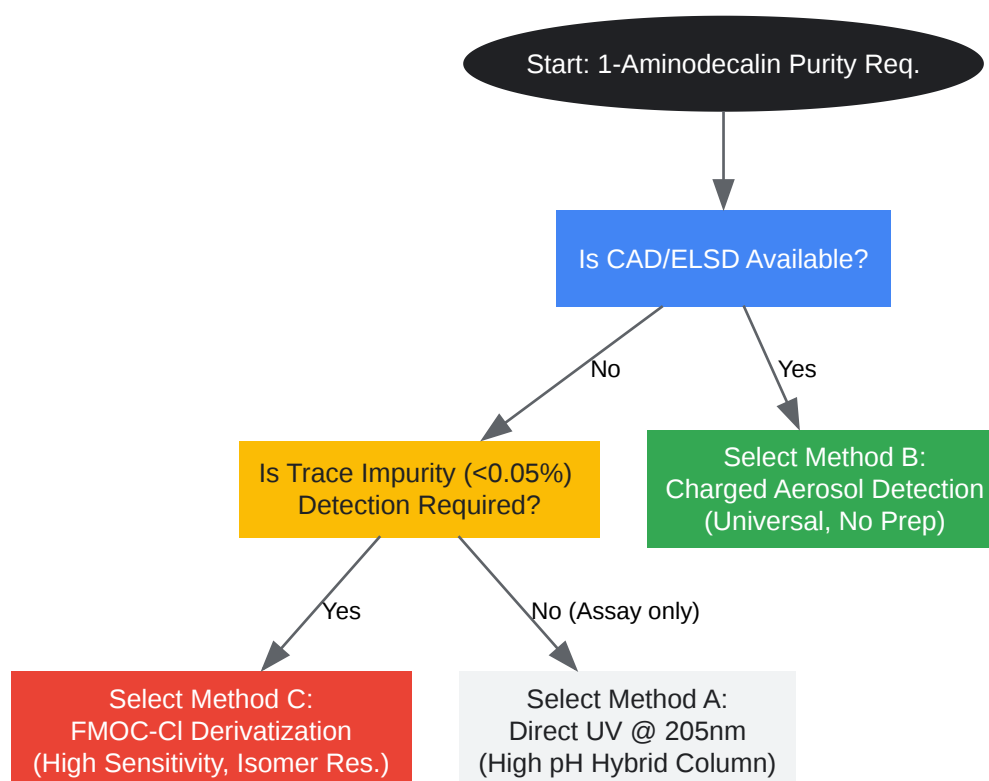 Start: 1-Aminodecalin Purity Req.
Is CAD/ELSD Available?
No
Yes
Is Trace Impurity (<0.05%)
Detection Required?
Select Method B:
Charged Aerosol Detection
(Universal, No Prep)
Yes
No (Assay only)
Select Method C:
FMOC-Cl Derivatization
(High Sensitivity, Isomer Res.)
Select Method A:
Direct UV @ 205nm
(High pH Hybrid Column)